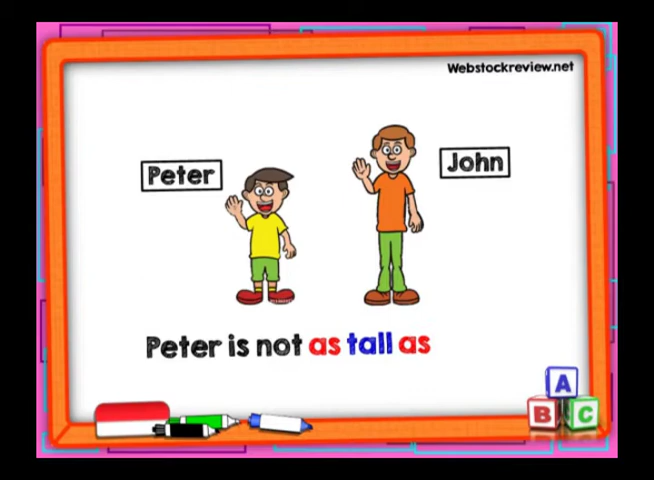 Webstockreview.net
Peter
John
Peter is not as tall as
A
B C